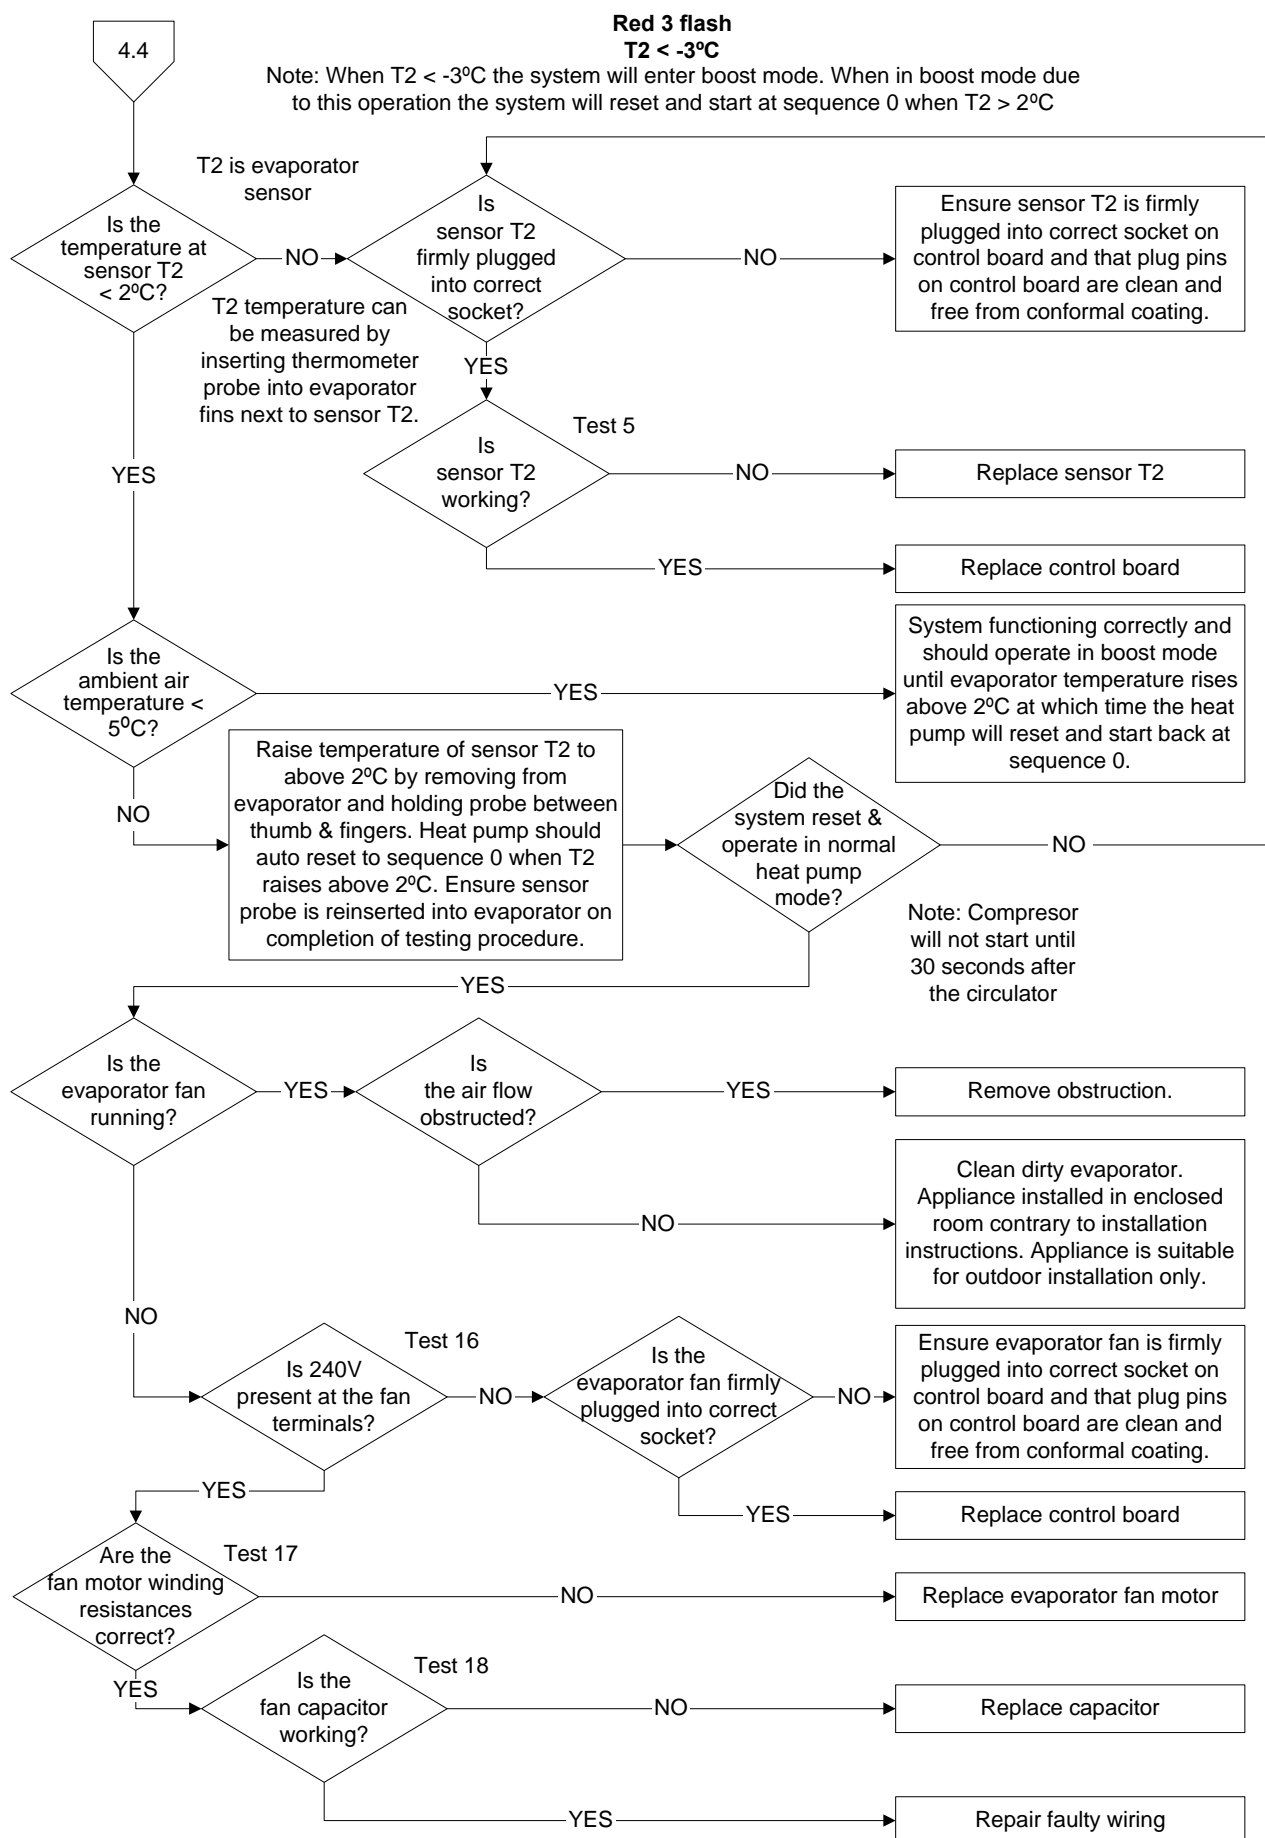 4.4
Red 3 flash
T2 < -3ºC
Note: When T2 < -3ºC the system will enter boost mode. When in boost mode due
to this operation the system will reset and start at sequence 0 when T2 > 2ºC
T2 is evaporator
sensor
Is the
temperature at
sensor T2
< 2ºC?
NO
Is
sensor T2
firmly plugged
into correct
socket?
NO
Ensure sensor T2 is firmly
plugged into correct socket on
control board and that plug pins
on control board are clean and
free from conformal coating.
T2 temperature can
be measured by
inserting thermometer
probe into evaporator
fins next to sensor T2.
YES
YES
Test 5
Is
sensor T2
working?
NO
Replace sensor T2
YES
Replace control board
Is the
ambient air
temperature <
5⁰C?
YES
System functioning correctly and
should operate in boost mode
until evaporator temperature rises
above 2ºC at which time the heat
pump will reset and start back at
sequence 0.
NO
Raise temperature of sensor T2 to
above 2ºC by removing from
evaporator and holding probe between
thumb & fingers. Heat pump should
auto reset to sequence 0 when T2
raises above 2ºC. Ensure sensor
probe is reinserted into evaporator on
completion of testing procedure.
Did the
system reset &
operate in normal
heat pump
mode?
NO
Note: Compresor
will not start until
30 seconds after
the circulator
YES
Is the
evaporator fan
running?
YES
Is
the air flow
obstructed?
YES
Remove obstruction.
NO
Clean dirty evaporator.
Appliance installed in enclosed
room contrary to installation
instructions. Appliance is suitable
for outdoor installation only.
NO
Test 16
Is 240V
present at the fan
terminals?
NO
Is the
evaporator fan firmly
plugged into correct
socket?
NO
Ensure evaporator fan is firmly
plugged into correct socket on
control board and that plug pins
on control board are clean and
free from conformal coating.
YES
YES
Replace control board
Test 17
Are the
fan motor winding
resistances
correct?
NO
Replace evaporator fan motor
YES
Test 18
Is the
fan capacitor
working?
NO
Replace capacitor
YES
Repair faulty wiring